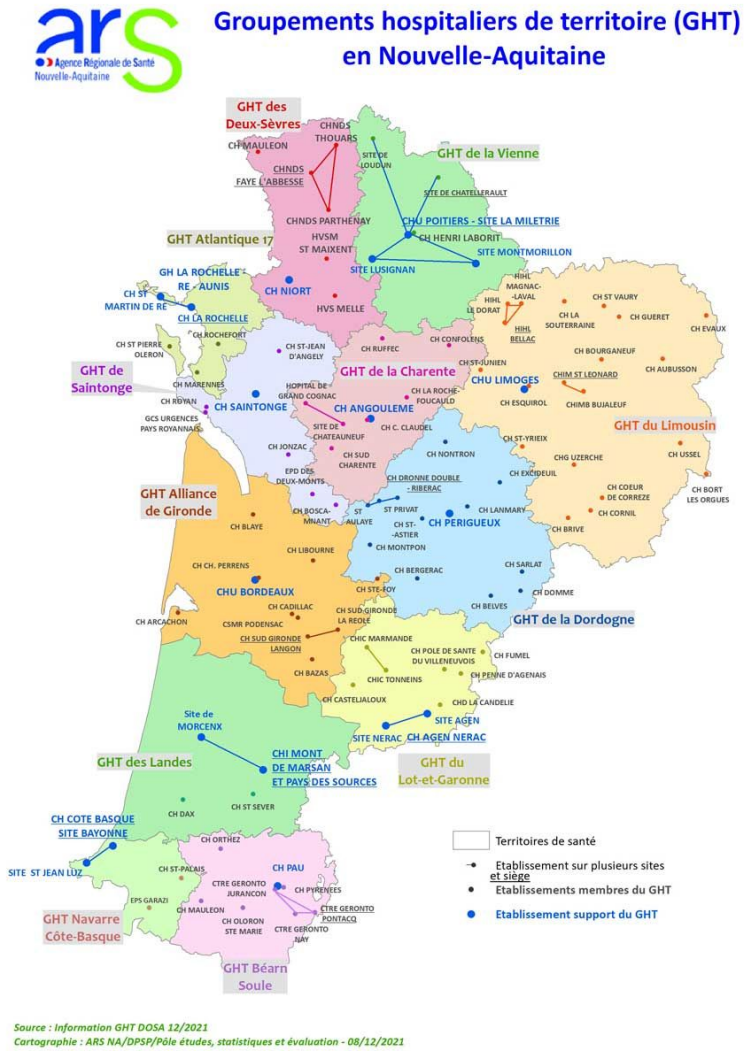 ars
Agence Régionale de Santé
Nouvelle-Aquitaine
Groupements hospitaliers de territoire (GHT)
en Nouvelle-Aquitaine
GHT des
Deux-Sèvres
CH MAULEON
CHNDS
THOUARS
CHNDS
FAYE L'ABBESSE
CHNDS PARTHENAY
HVSM
ST MAIXENT
CH NIORT
HVS MELLE
GHT de la Vienne
SITE DE
LOUDUN
SITE DE CHATELLERAULT
CHU POITIERS - SITE LA MILETRIE
CH HENRI LABORIT
SITE MONTMORILLON
SITE LUSIGNAN
GHT Atlantique 17
GH LA ROCHELLE -
RE - AUNIS
CH ST
MARTIN DE RE
CH LA ROCHELLE
CH ROCHEFORT
CH ST PIERRE
OLERON
CH MARENNES
GHT de
Saintonge
CH ST-JEAN
D'ANGELY
CH SAINTONGE
CH ROYAN
GCS URGENCES
PAYS ROYANNAIS
CH JONZAC
EPD DES
DEUX-MONTS
CH BOSCA-
MNANT
GHT de la Charente
CH RUFFEC
CH CONFOLENS
HOPITAL DE
GRAND COGNAC
CH LA ROCHE-
FOUCAULD
CH ANGOULEME
SITE DE
CHATEAUNEUF
CH C. CLAUDEL
CH SUD
CHARENTE
HIHL
MAGNAC-
-LAVAL
HIHL
LE DORAT
HIHL
BELLAC
CH LA
SOUTERRAINE
CH ST VAURY
CH GUERET
CH EVAUX
CH BOURGANEUF
CH AUBUSSON
CH ST-JUNIEN
CHU LIMOGES
CH ESQUIROL
CHIM ST LEONARD
CHIMB BUJALEUF
GHT du Limousin
CH ST-YRIEIX
CHG UZERCHE
CH USSEL
CH BORT
LES ORGUES
CH COEUR
DE CORREZE
CH CORNIL
CH BRIVE
CH NONTRON
CH EXCIDEUIL
CH DRONNE DOUBLE
- RIBERAC
ST
AULAYE
ST PRIVAT
CH PERIGUEUX
CH LANMARY
CH ST-
-ASTIER
CH MONTPON
CH BERGERAC
CH SARLAT
CH DOMME
CH BELVES
GHT de la Dordogne
GHT Alliance
de Gironde
CH BLAYE
CH LIBOURNE
CH CH. PERRENS
CHU BORDEAUX
CH STE-FOY
CH ARCACHON
CH CADILLAC
CSMR PODENSAC
CH SUD-GIRONDE
LA REOLE
CH SUD GIRONDE
LANGON
CH BAZAS
CHIC MARMANDE
CHIC TONNEINS
CH POLE DE SANTE
DU VILLENEUVOIS
CH FUMEL
CH PENNE D'AGENAIS
CH CASTELJALOUX
CHD LA CANDELIE
SITE AGEN
SITE NERAC
CH AGEN NERAC
GHT du
Lot-et-Garonne
Site de
MORCENX
GHT des Landes
CHI MONT
DE MARSAN
ET PAYS DES SOURCES
CH DAX
CH ST SEVER
CH COTE BASQUE
SITE BAYONNE
SITE ST JEAN LUZ
CH ST-PALAIS
EPS GARAZI
GHT Navarre
Côte-Basque
CH ORTHEZ
CH PAU
CTRE GERONTO
JURANCON
CH PYRENEES
CH MAULEON
CH OLORON
STE MARIE
CTRE GERONTO
NAY
CTRE GERONTO
PONTACQ
GHT Béarn
Soule
Territoires de santé
Etablissement sur plusieurs sites
et siège
Etablissements membres du GHT
Etablissement support du GHT
Source : Information GHT DOSA 12/2021
Cartographie : ARS NA/DPSP/Pôle études, statistiques et évaluation - 08/12/2021